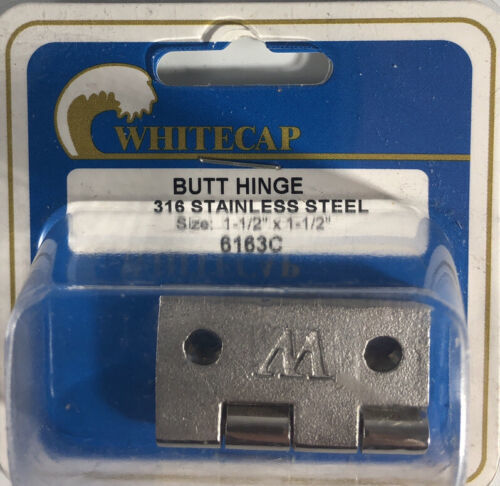 WHITECAP
BUTT HINGE
316 STAINLESS STEEL
Size: 1-1/2" x 1-1/2"
6163C
W